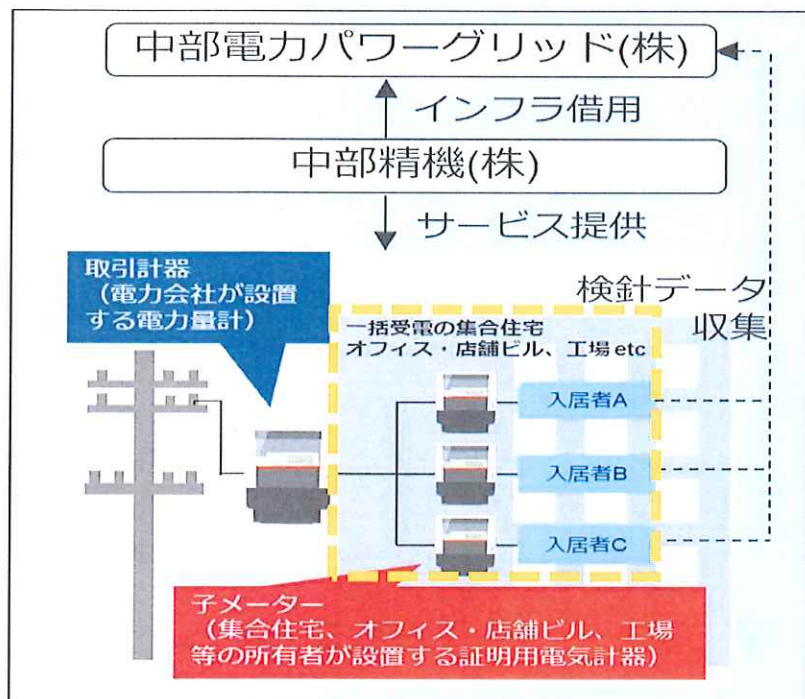 中部電力パワーグリッド(株)
インフラ借用
中部精機(株)
サービス提供
取引計器
（電力会社が設置
する電力量計）
検針データ
収集
一括受電の集合住宅
オフィス・店舗ビル、工場 etc
入居者A
入居者B
入居者C
子メーター
（集合住宅、オフィス・店舗ビル、工場
等の所有者が設置する証明用電気計器）